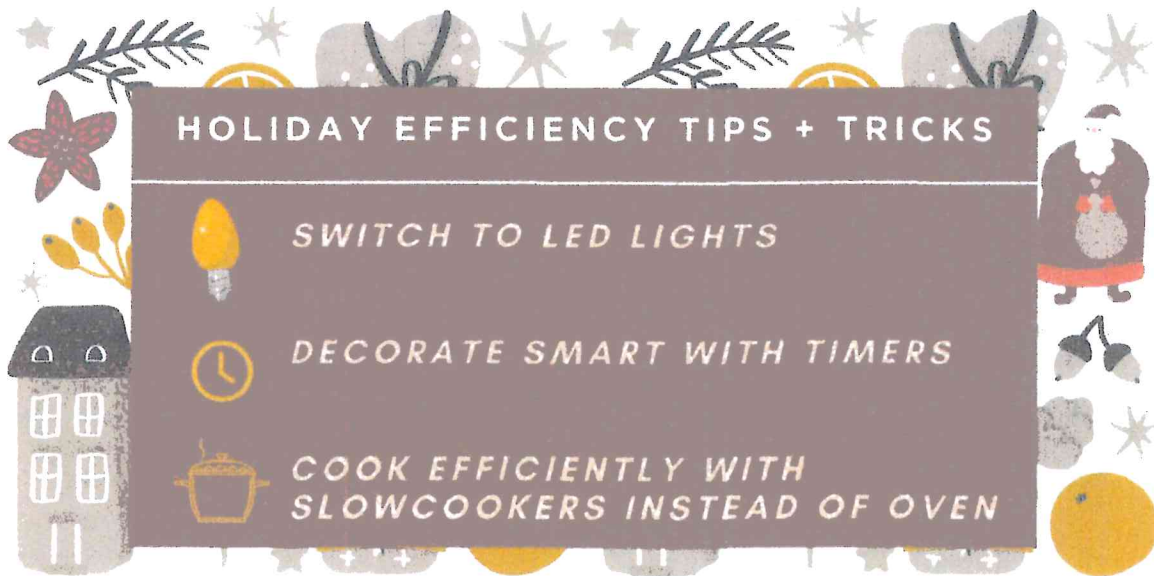 HOLIDAY EFFICIENCY TIPS + TRICKS
SWITCH TO LED LIGHTS
DECORATE SMART WITH TIMERS
COOK EFFICIENTLY WITH
SLOWCOOKERS INSTEAD OF OVEN